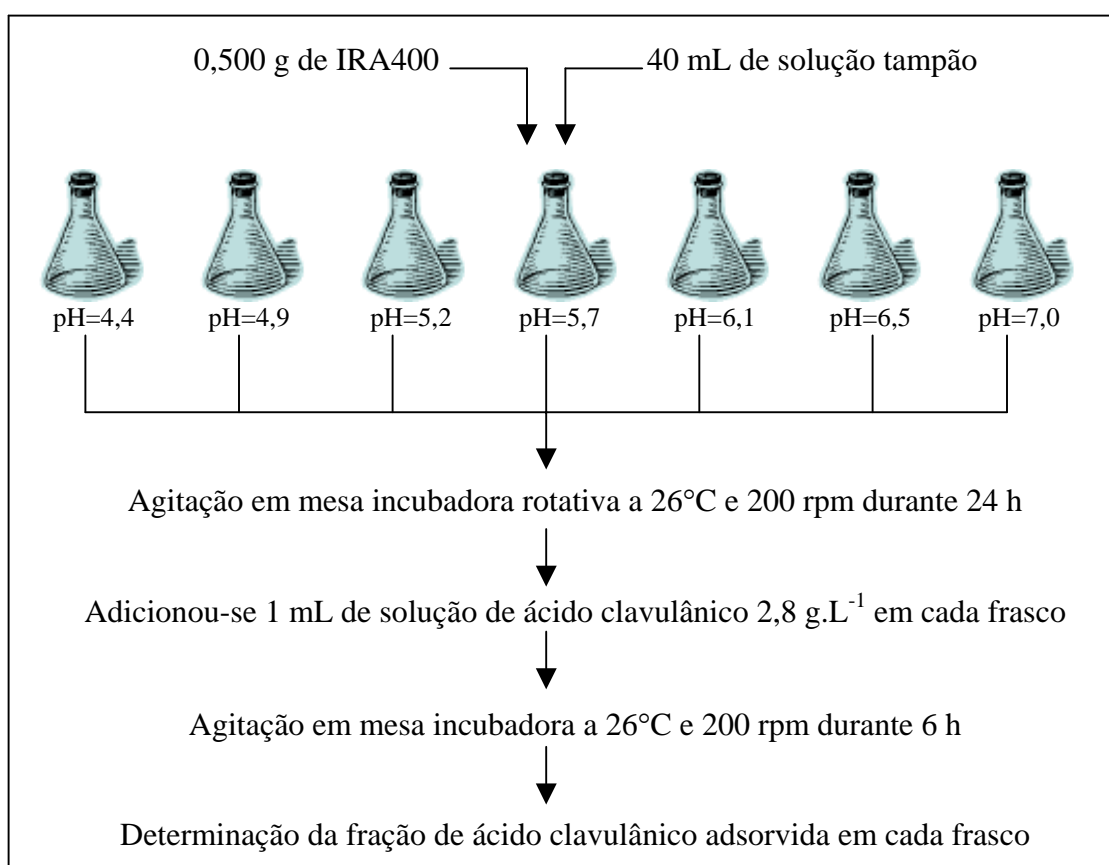 0,500 g de IRA400 40 mL de solução tampão
pH=4,4 pH=4,9 pH=5,2 pH=5,7 pH=6,1 pH=6,5 pH=7,0
Agitação em mesa incubadora rotativa a 26°C e 200 rpm durante 24 h
Adicionou-se 1 mL de solução de ácido clavulânico 2,8 g.L⁻¹ em cada frasco
Agitação em mesa incubadora a 26°C e 200 rpm durante 6 h
Determinação da fração de ácido clavulânico adsorvida em cada frasco